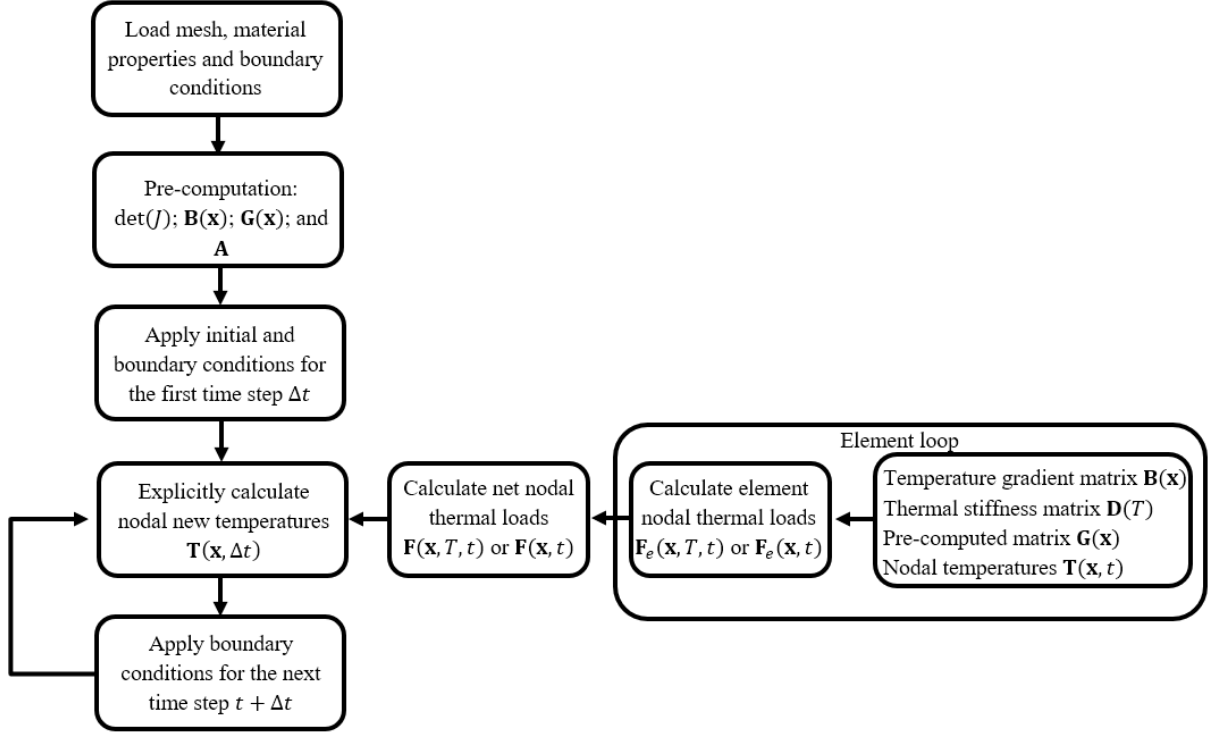 Load mesh, material
properties and boundary
conditions
Pre-computation:
det(𝐽); 𝐁(𝐱); 𝐆(𝐱); and
𝐀
Apply initial and
boundary conditions for
the first time step Δ𝑡
Explicitly calculate
nodal new temperatures
𝐓(𝐱, Δ𝑡)
Apply boundary
conditions for the next
time step 𝑡 + Δ𝑡
Calculate net nodal
thermal loads
𝐅(𝐱, 𝑇, 𝑡) or 𝐅(𝐱, 𝑡)
Element loop
Calculate element
nodal thermal loads
𝐅𝑒(𝐱, 𝑇, 𝑡) or 𝐅𝑒(𝐱, 𝑡)
Temperature gradient matrix 𝐁(𝐱)
Thermal stiffness matrix 𝐃(𝑇)
Pre-computed matrix 𝐆(𝐱)
Nodal temperatures 𝐓(𝐱, 𝑡)